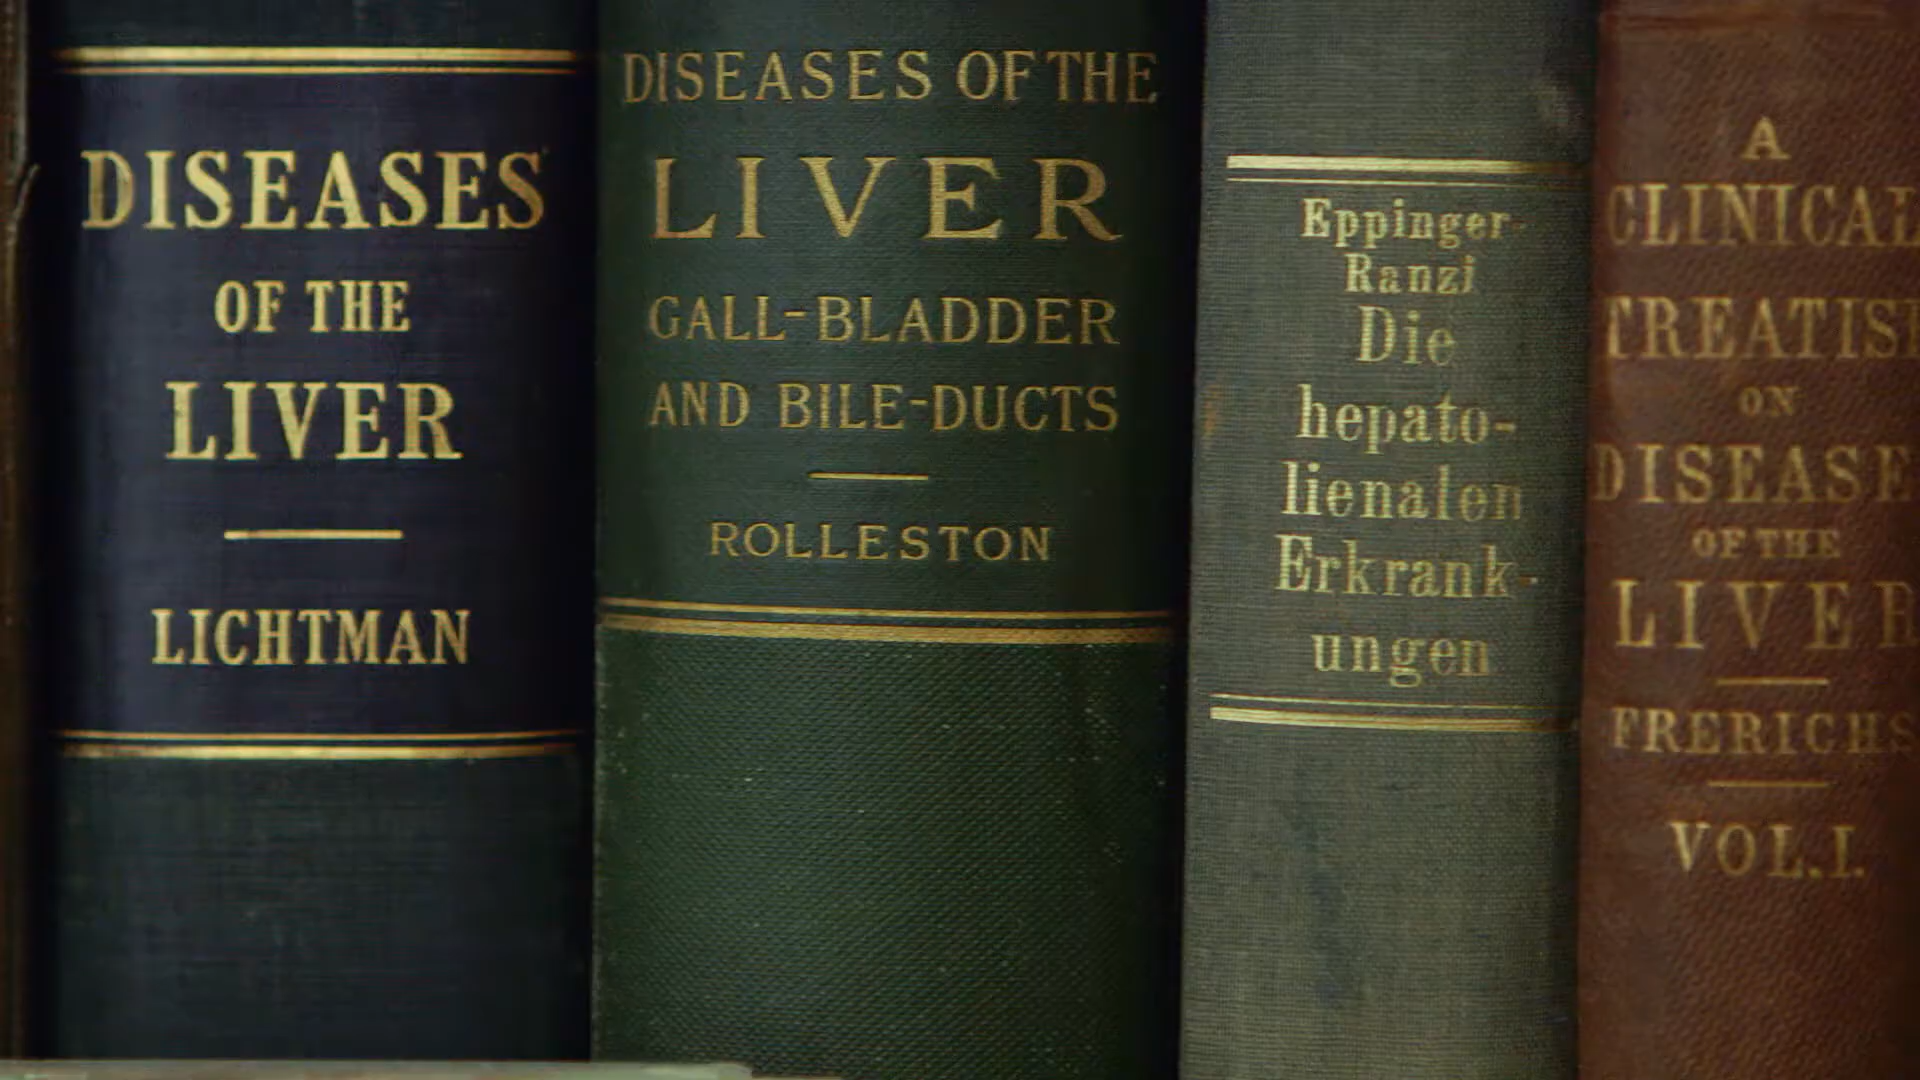 DISEASES
OF THE
LIVER
LICHTMAN
DISEASES OF THE
LIVER
GALL-BLADDER
AND BILE-DUCTS
ROLLESTON
Eppinger-
Ranzi
Die
hepato-
lienalen
Erkrank-
ungen
A
CLINICAL
TREATISE
ON
DISEASE
OF THE
LIVER
FRERICHS
VOL.I.